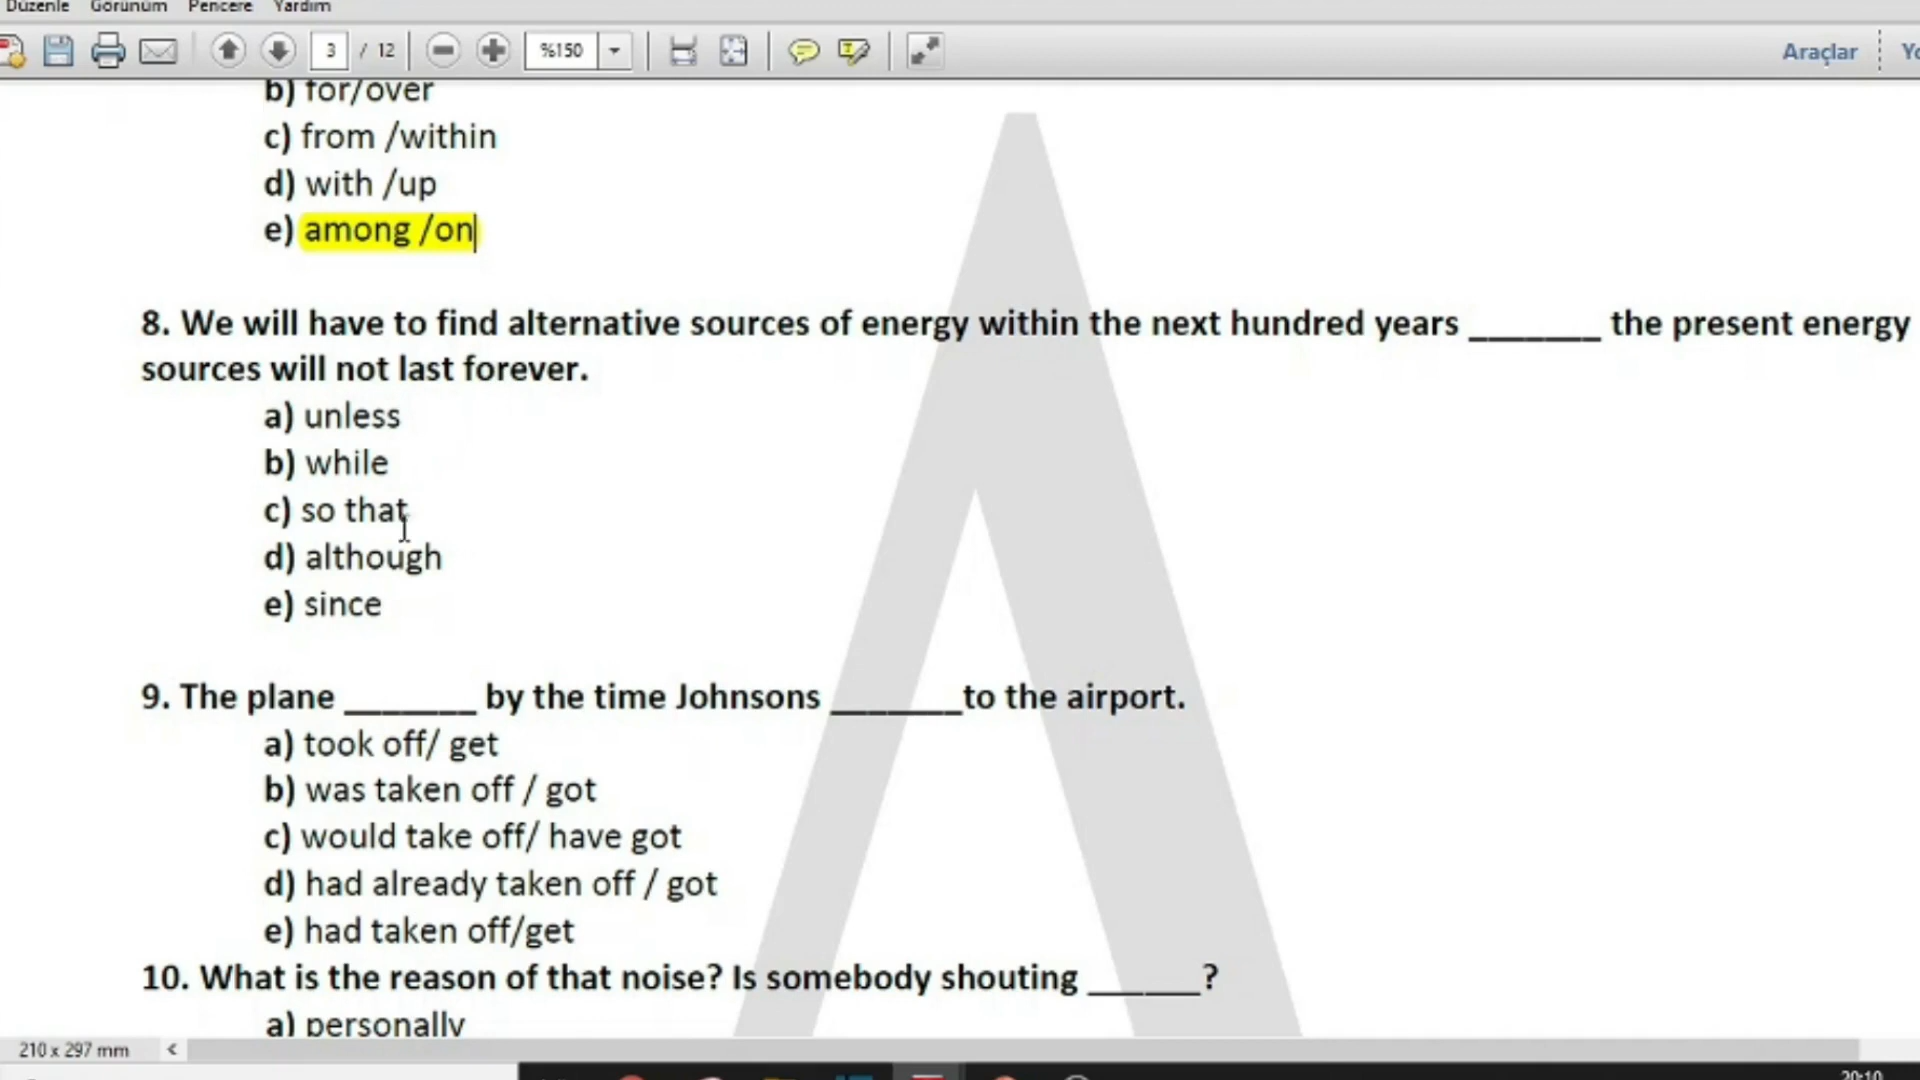 Düzenle Görünüm Pencere Yardım
3 / 12 %150 Araçlar
b) for/over
c) from /within
d) with /up
e) among /on
8. We will have to find alternative sources of energy within the next hundred years _______ the present energy
sources will not last forever.
a) unless
b) while
c) so that
d) although
e) since
9. The plane _______ by the time Johnsons _______to the airport.
a) took off/ get
b) was taken off / got
c) would take off/ have got
d) had already taken off / got
e) had taken off/get
10. What is the reason of that noise? Is somebody shouting ______?
a) personally
210 x 297 mm
20:10